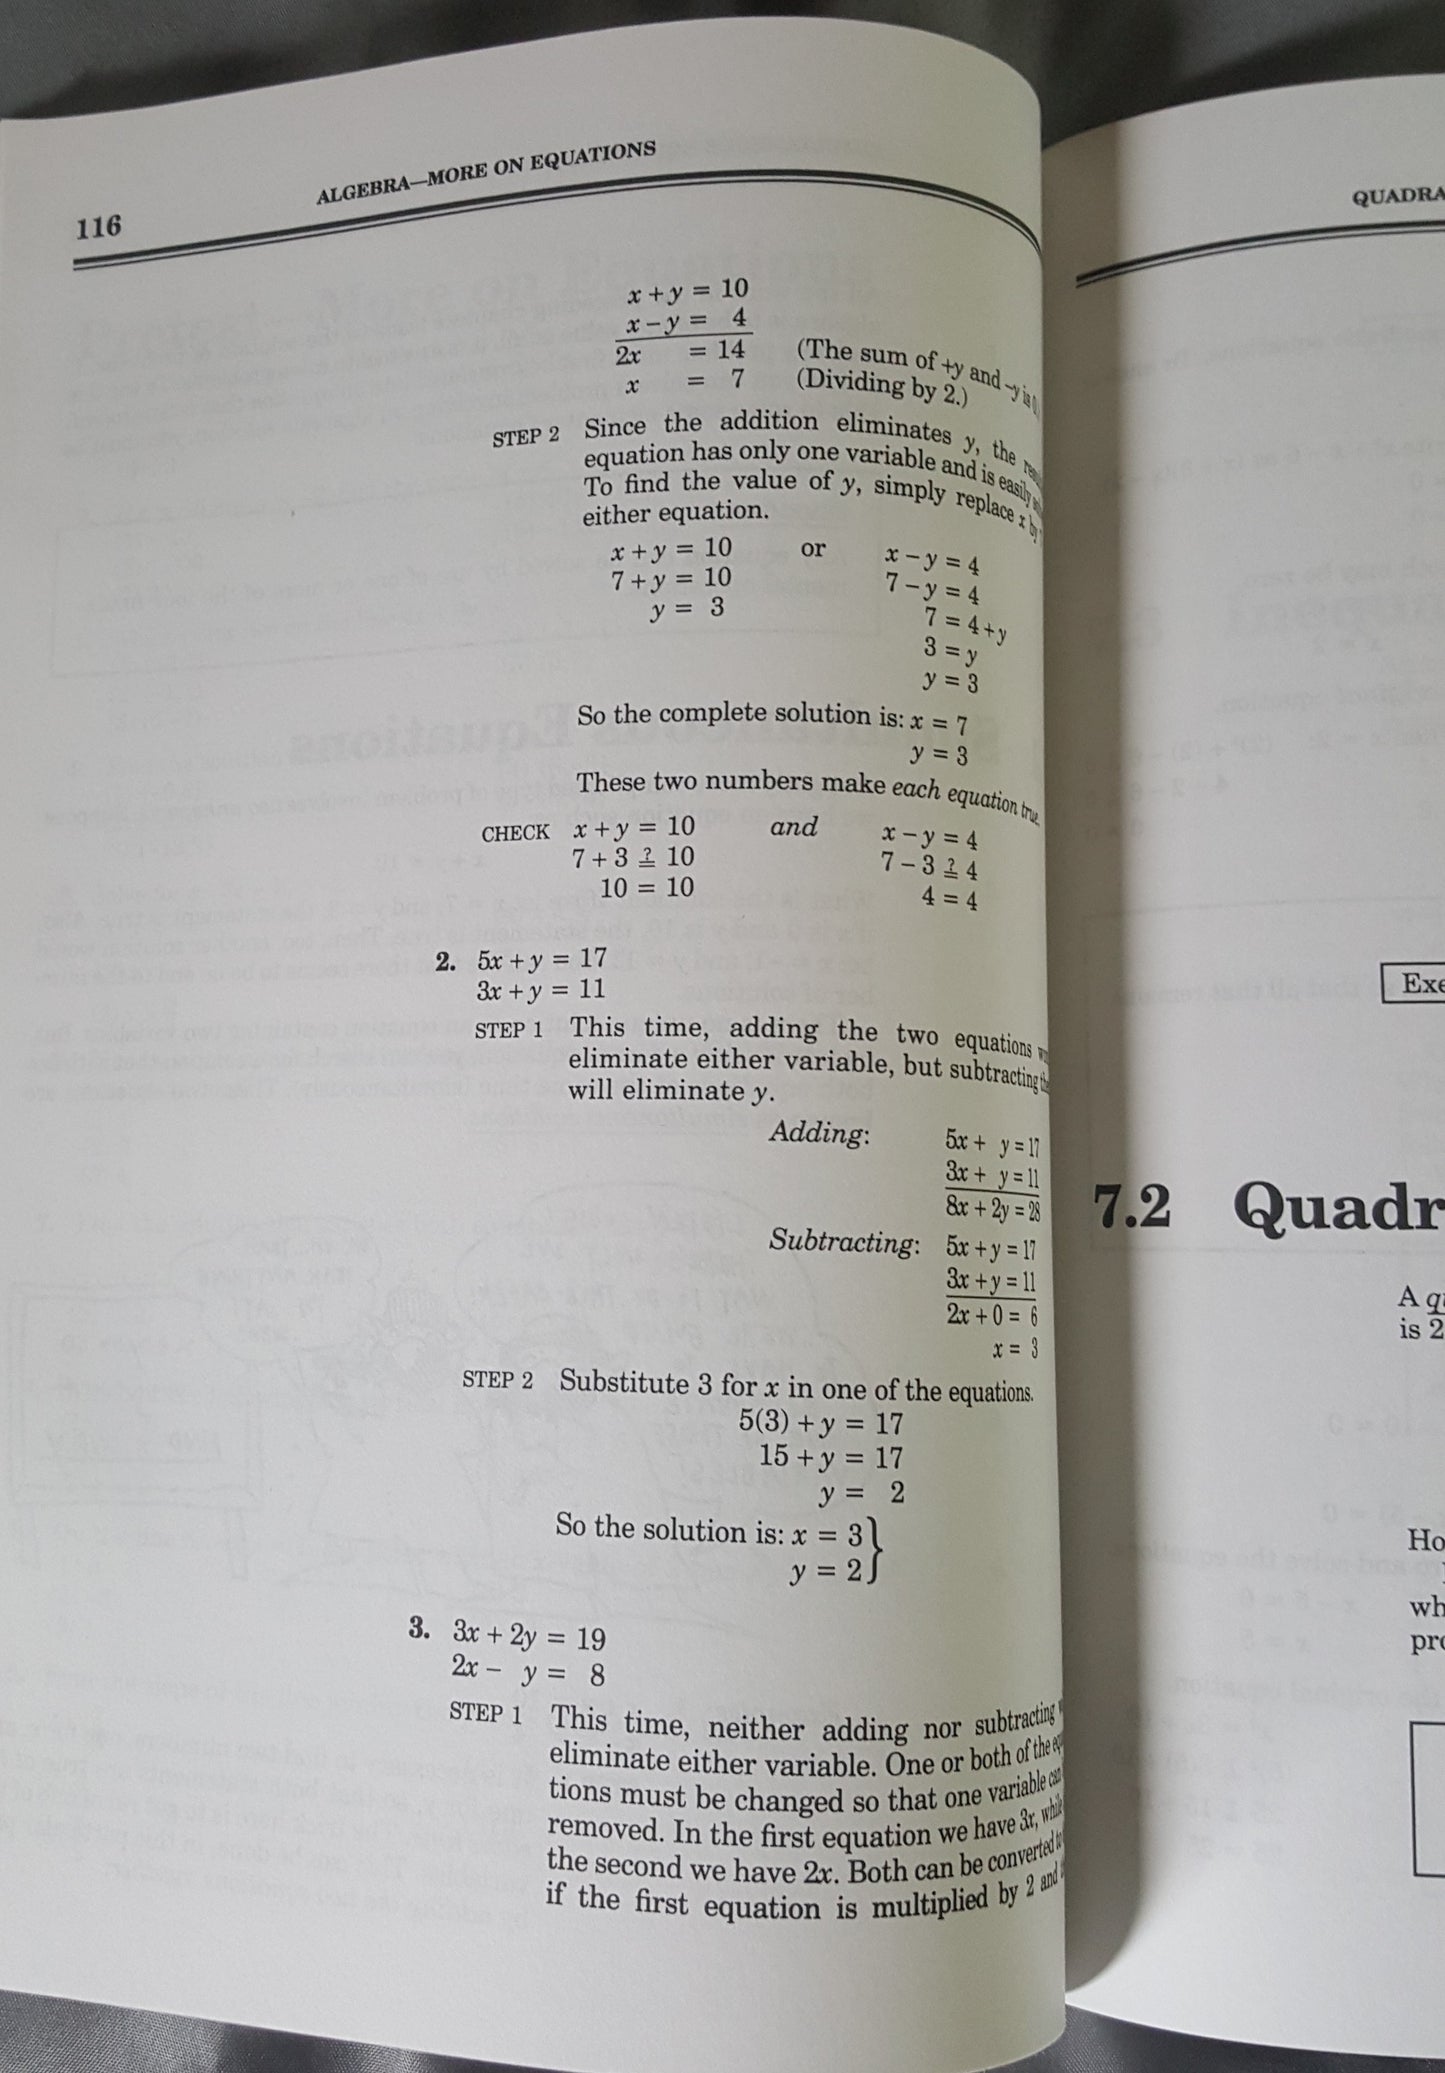 116
ALGEBRA—MORE ON EQUATIONS
x + y = 10
x – y = 4
2x = 14 (The sum of +y and –y is 0.)
x = 7 (Dividing by 2.)
STEP 2 Since the addition eliminates y, the
equation has only one variable and is easily
To find the value of y, simply replace x by
either equation.
x + y = 10 or x – y = 4
7 + y = 10 7 – y = 4
y = 3 7 = 4 + y
3 = y
y = 3
So the complete solution is: x = 7
y = 3
These two numbers make each equation true.
CHECK x + y = 10 and x – y = 4
7 + 3 ≟ 10 7 – 3 ≟ 4
10 = 10 4 = 4
2. 5x + y = 17
3x + y = 11
STEP 1 This time, adding the two equations
eliminate either variable, but subtracting
will eliminate y.
Adding: 5x + y = 17
3x + y = 11
8x + 2y = 28
Subtracting: 5x + y = 17
3x + y = 11
2x + 0 = 6
x = 3
STEP 2 Substitute 3 for x in one of the equations.
5(3) + y = 17
15 + y = 17
y = 2
So the solution is: x = 3}
y = 2
3. 3x + 2y = 19
2x – y = 8
STEP 1 This time, neither adding nor subtracting
eliminate either variable. One or both of the
tions must be changed so that one variable can
removed. In the first equation we have 3x, while
the second we have 2x. Both can be converted to
if the first equation is multiplied by 2 and
QUADRA
Exe
7.2 Quadr
A q
is 2
Ho
wh
pro